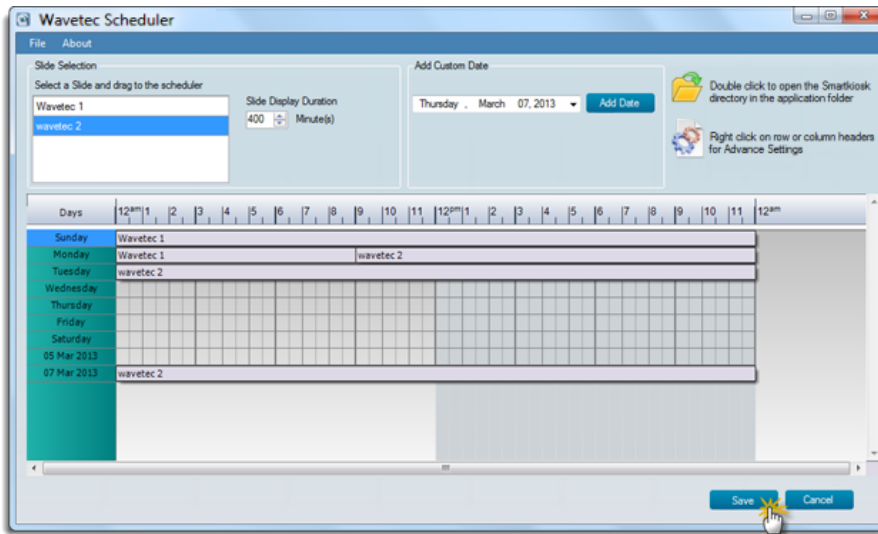 Wavetec Scheduler
File About
Slide Selection
Select a Slide and drag to the scheduler
Wavetec 1
wavetec 2
Slide Display Duration
400 Minute(s)
Add Custom Date
Thursday , March 07, 2013 Add Date
Double click to open the Smartkiosk
directory in the application folder
Right click on row or column headers
for Advance Settings
Days 12am 1 2 3 4 5 6 7 8 9 10 11 12pm 1 2 3 4 5 6 7 8 9 10 11 12am
Sunday Wavetec 1
Monday Wavetec 1 wavetec 2
Tuesday wavetec 2
Wednesday
Thursday
Friday
Saturday
05 Mar 2013
07 Mar 2013 wavetec 2
Save Cancel